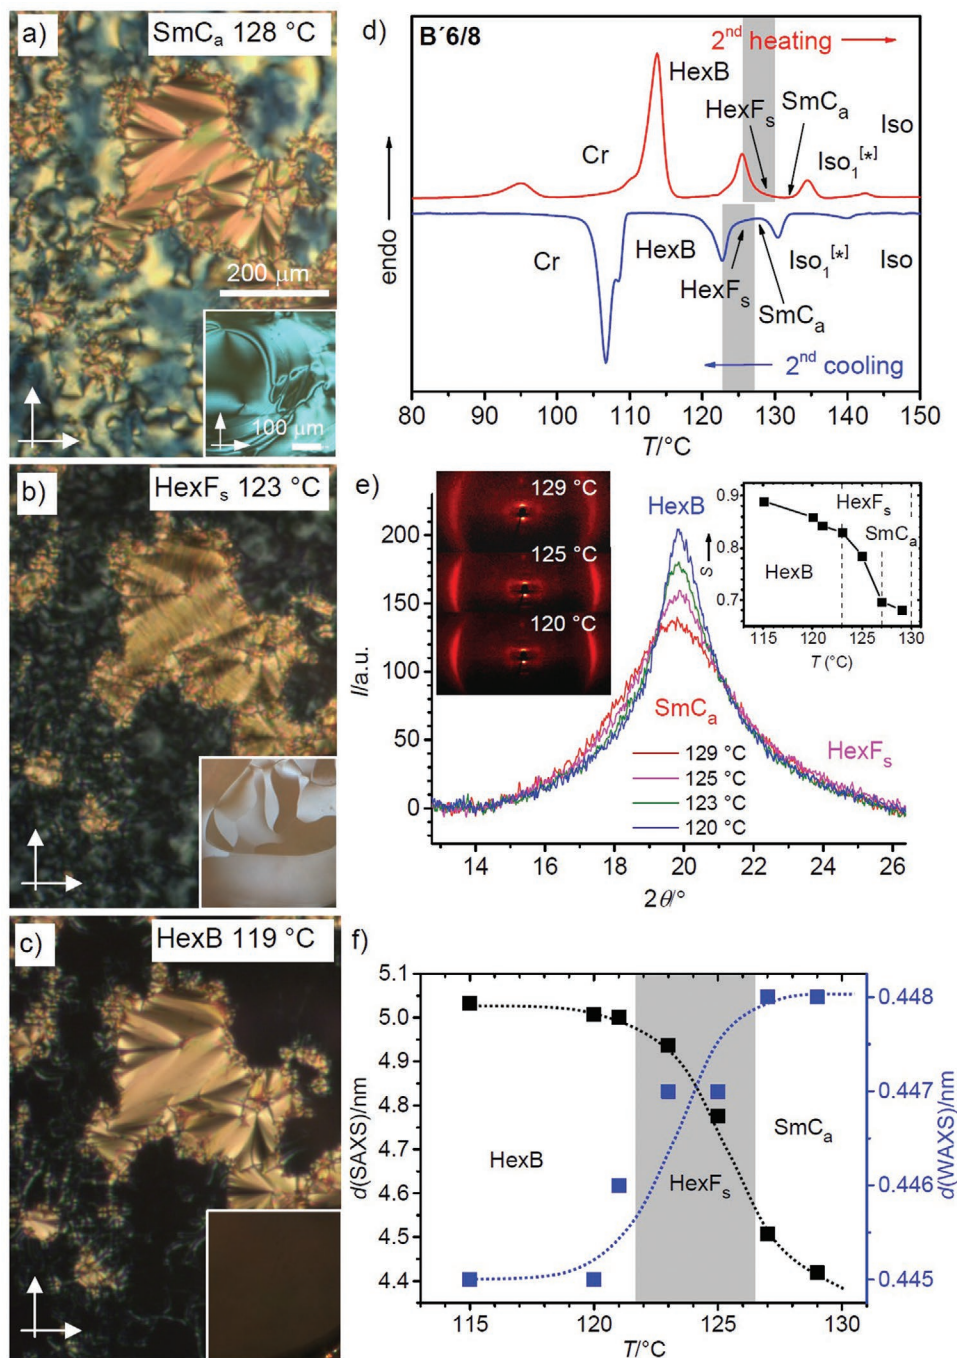 a)
SmCₐ 128 °C
200 μm
100 μm
b)
HexFₛ 123 °C
c)
HexB 119 °C
d)
B´6/8
2ⁿᵈ heating
HexB
HexFₛ
SmCₐ
Iso
Cr
Iso₁[*]
endo
HexB
Cr
Iso₁[*]
Iso
HexFₛ
SmCₐ
2ⁿᵈ cooling
80 90 100 110 120 130 140 150
T/°C
e)
129 °C
125 °C
120 °C
HexB
SmCₐ
HexFₛ
129 °C
125 °C
123 °C
120 °C
I/a.u.
200
150
100
50
0
14 16 18 20 22 24 26
2θ/°
S
0.9
0.8
0.7
HexFₛ
SmCₐ
HexB
115 120 125 130
T (°C)
f)
d(SAXS)/nm
5.1
5.0
4.9
4.8
4.7
4.6
4.5
4.4
HexB
HexFₛ
SmCₐ
0.448
0.447
0.446
0.445
d(WAXS)/nm
115 120 125 130
T/°C